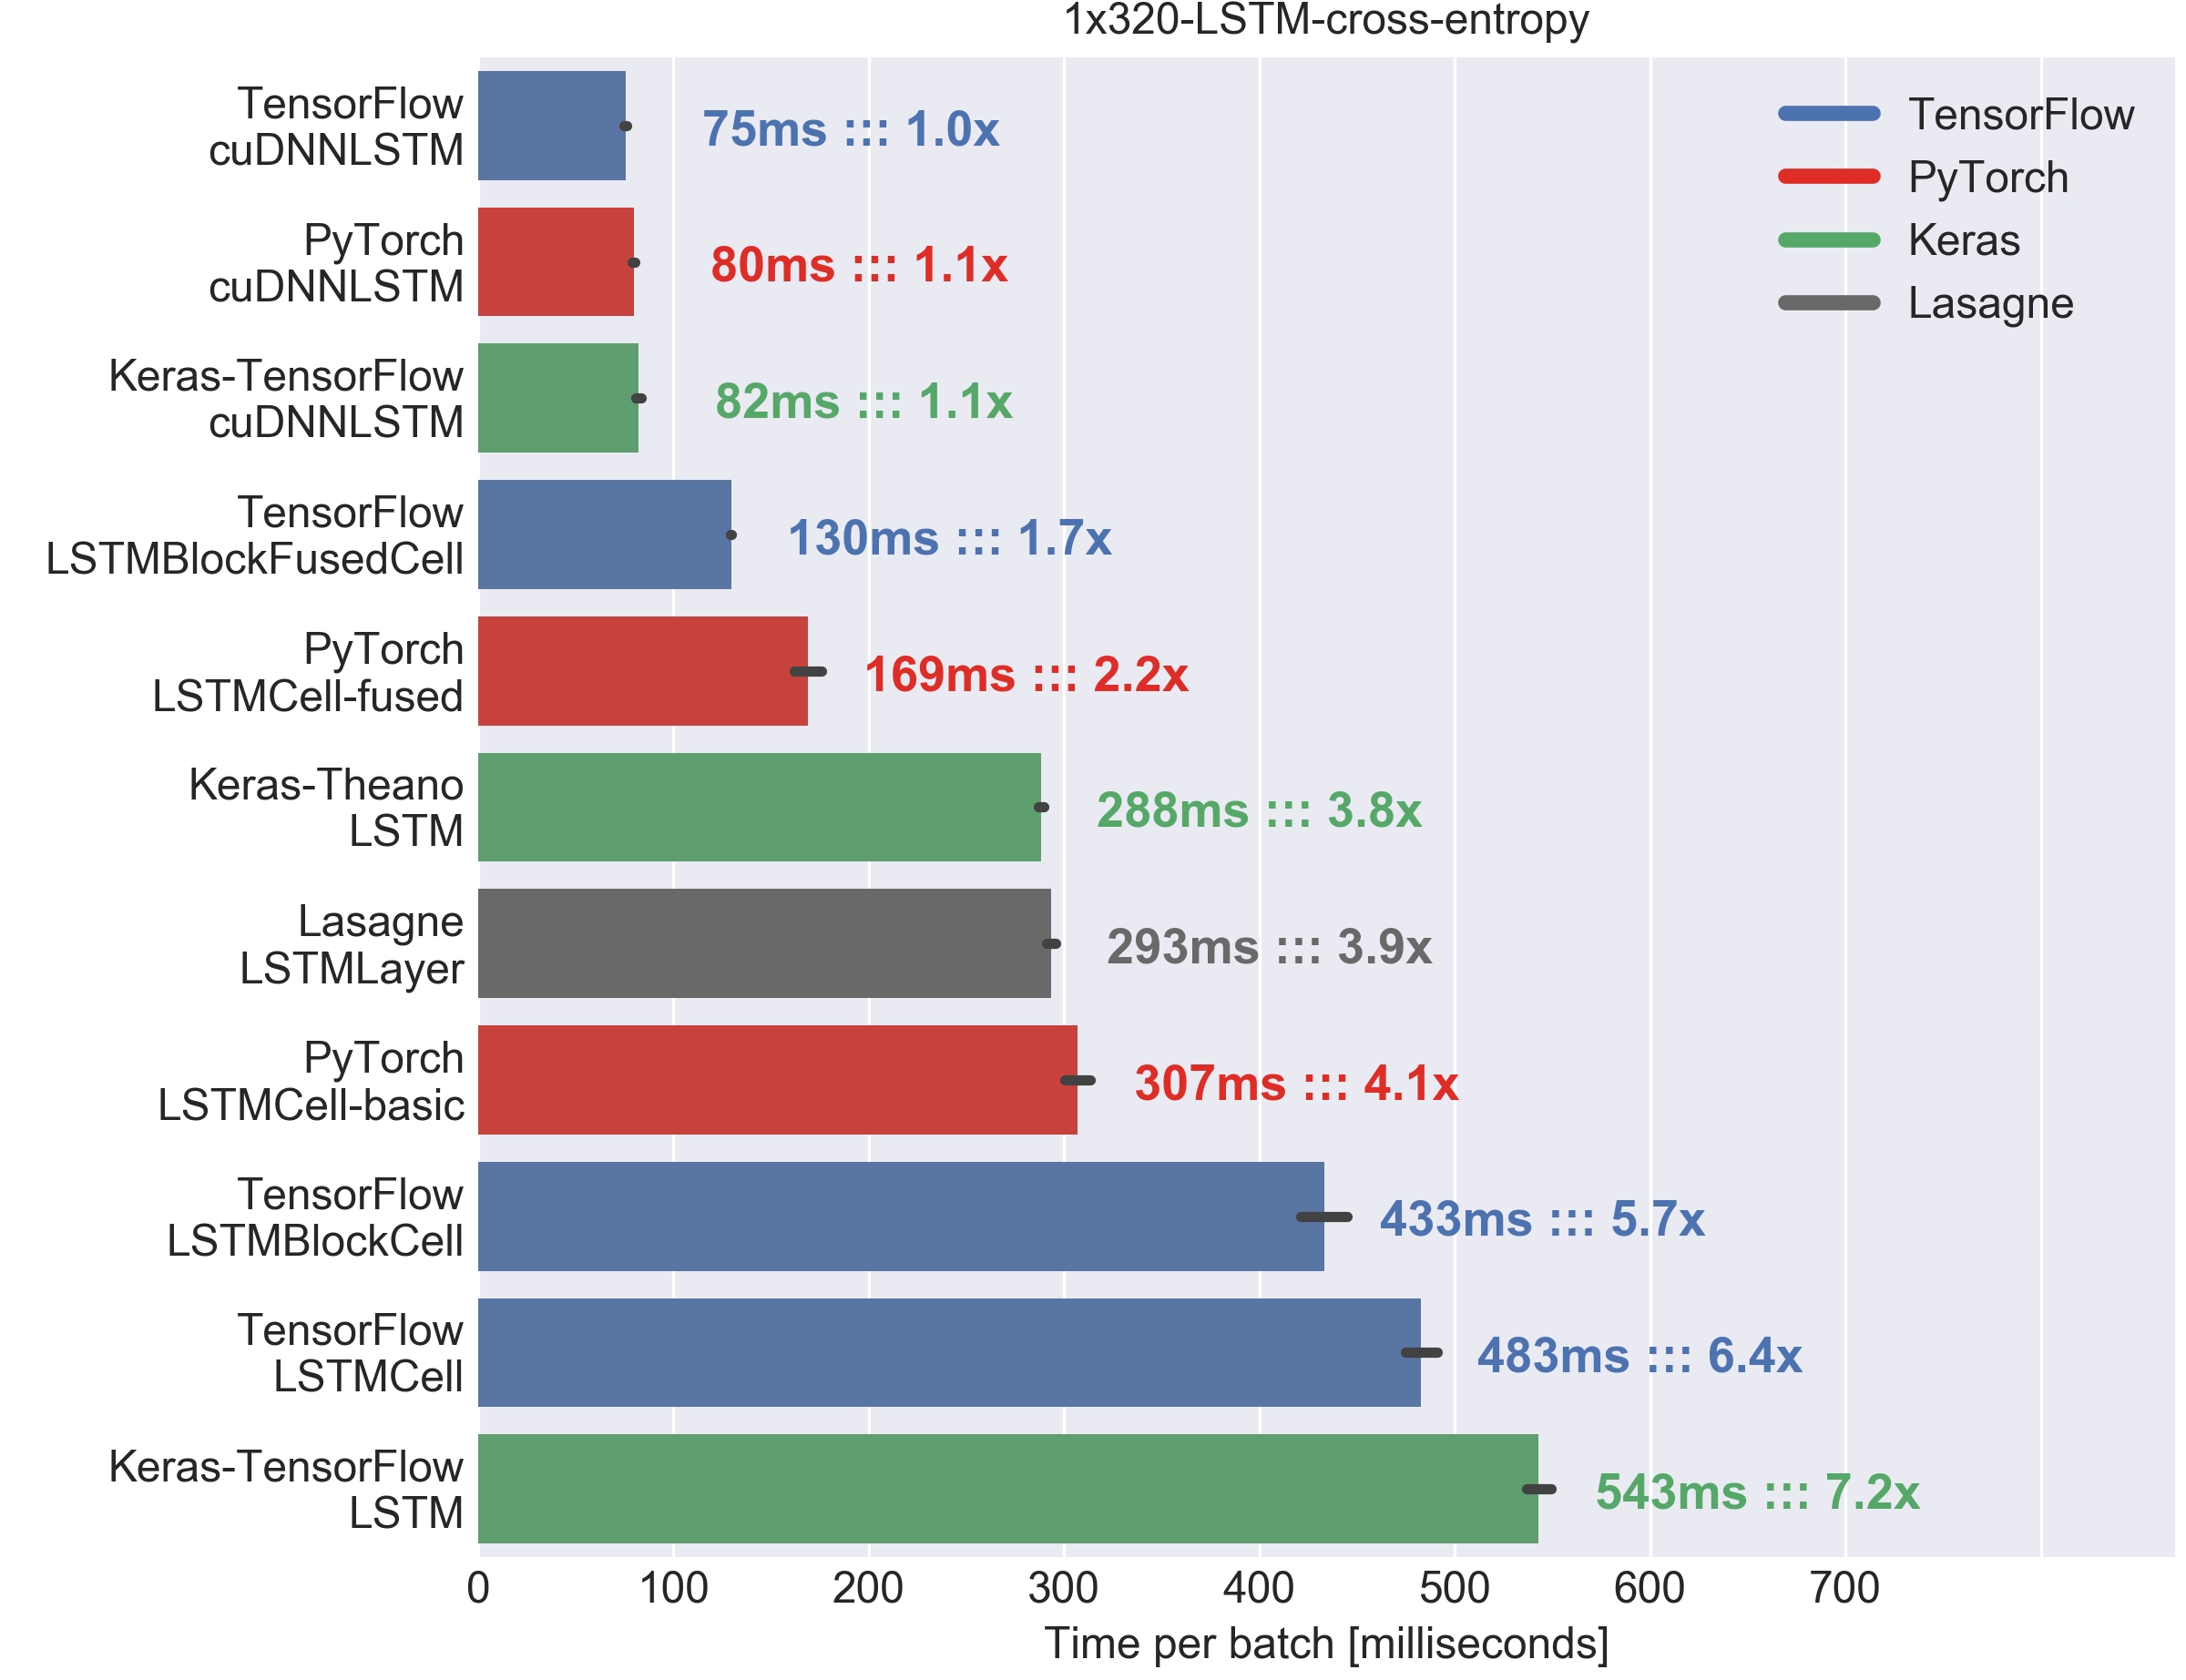 1x320-LSTM-cross-entropy
TensorFlow
cuDNNLSTM
75ms ::: 1.0x
PyTorch
cuDNNLSTM
80ms ::: 1.1x
Keras-TensorFlow
cuDNNLSTM
82ms ::: 1.1x
TensorFlow
LSTMBlockFusedCell
130ms ::: 1.7x
PyTorch
LSTMCell-fused
169ms ::: 2.2x
Keras-Theano
LSTM
288ms ::: 3.8x
Lasagne
LSTMLayer
293ms ::: 3.9x
PyTorch
LSTMCell-basic
307ms ::: 4.1x
TensorFlow
LSTMBlockCell
433ms ::: 5.7x
TensorFlow
LSTMCell
483ms ::: 6.4x
Keras-TensorFlow
LSTM
543ms ::: 7.2x
TensorFlow
PyTorch
Keras
Lasagne
0 100 200 300 400 500 600 700
Time per batch [milliseconds]